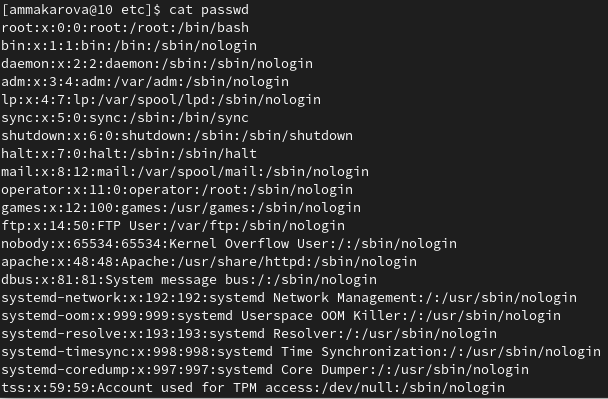 [ammakarova@10 etc]$ cat passwd
root:x:0:0:root:/root:/bin/bash
bin:x:1:1:bin:/bin:/sbin/nologin
daemon:x:2:2:daemon:/sbin:/sbin/nologin
adm:x:3:4:adm:/var/adm:/sbin/nologin
lp:x:4:7:lp:/var/spool/lpd:/sbin/nologin
sync:x:5:0:sync:/sbin:/bin/sync
shutdown:x:6:0:shutdown:/sbin:/sbin/shutdown
halt:x:7:0:halt:/sbin:/sbin/halt
mail:x:8:12:mail:/var/spool/mail:/sbin/nologin
operator:x:11:0:operator:/root:/sbin/nologin
games:x:12:100:games:/usr/games:/sbin/nologin
ftp:x:14:50:FTP User:/var/ftp:/sbin/nologin
nobody:x:65534:65534:Kernel Overflow User:/:/sbin/nologin
apache:x:48:48:Apache:/usr/share/httpd:/sbin/nologin
dbus:x:81:81:System message bus:/:/sbin/nologin
systemd-network:x:192:192:systemd Network Management:/:/usr/sbin/nologin
systemd-oom:x:999:999:systemd Userspace OOM Killer:/:/usr/sbin/nologin
systemd-resolve:x:193:193:systemd Resolver:/:/usr/sbin/nologin
systemd-timesync:x:998:998:systemd Time Synchronization:/:/usr/sbin/nologin
systemd-coredump:x:997:997:systemd Core Dumper:/:/usr/sbin/nologin
tss:x:59:59:Account used for TPM access:/dev/null:/sbin/nologin